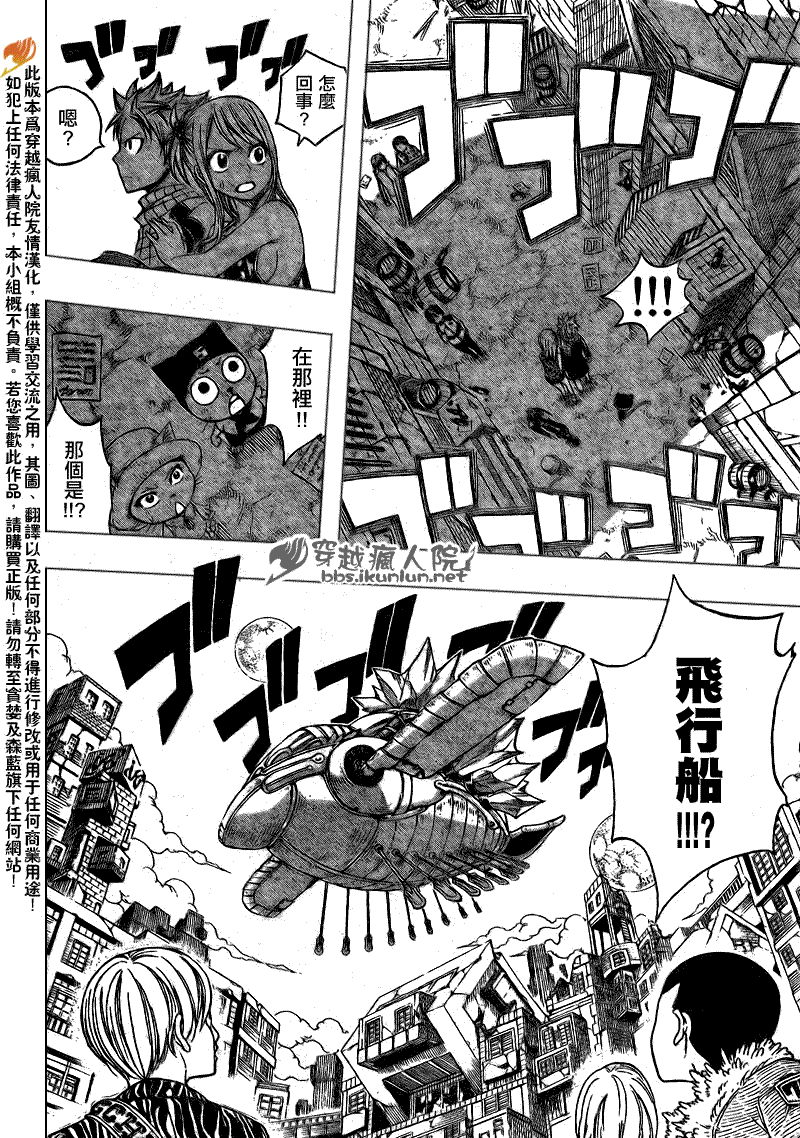 ゴゴゴゴ
!!!
ゴゴゴ
怎麼
回事？
嗯？
ゴゴゴ
在那裡!!
那個是!!?
穿越瘋人院
bbs.ikunlun.net
飛行船
!!!?
ゴゴゴゴゴ
此版本爲穿越瘋人院友情漢化，僅供學習交流之用，其圖、翻譯以及任何部分不得進行修改或用于任何商業用途！
如犯上任何法律責任，本小組概不負責。若您喜歡此作品，請購買正版！請勿轉至貪婪及森藍旗下任何網站！